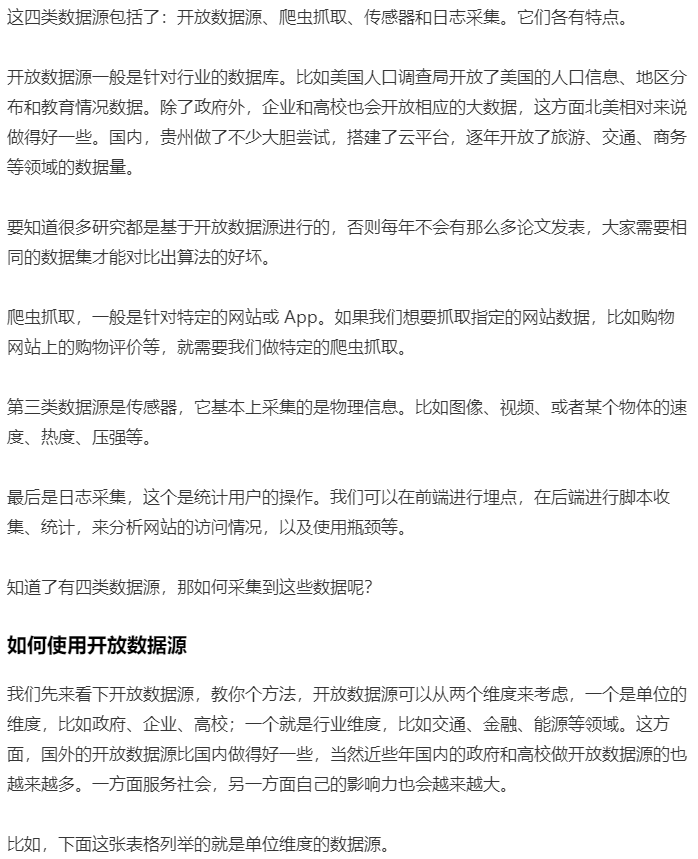 这四类数据源包括了：开放数据源、爬虫抓取、传感器和日志采集。它们各有特点。
开放数据源一般是针对行业的数据库。比如美国人口调查局开放了美国的人口信息、地区分
布和教育情况数据。除了政府外，企业和高校也会开放相应的大数据，这方面北美相对来说
做得好一些。国内，贵州做了不少大胆尝试，搭建了云平台，逐年开放了旅游、交通、商务
等领域的数据量。
要知道很多研究都是基于开放数据源进行的，否则每年不会有那么多论文发表，大家需要相
同的数据集才能对比出算法的好坏。
爬虫抓取，一般是针对特定的网站或 App。如果我们想要抓取指定的网站数据，比如购物
网站上的购物评价等，就需要我们做特定的爬虫抓取。
第三类数据源是传感器，它基本上采集的是物理信息。比如图像、视频、或者某个物体的速
度、热度、压强等。
最后是日志采集，这个是统计用户的操作。我们可以在前端进行埋点，在后端进行脚本收
集、统计，来分析网站的访问情况，以及使用瓶颈等。
知道了有四类数据源，那如何采集到这些数据呢？
如何使用开放数据源
我们先来看下开放数据源，教你个方法，开放数据源可以从两个维度来考虑，一个是单位的
维度，比如政府、企业、高校；一个就是行业维度，比如交通、金融、能源等领域。这方
面，国外的开放数据源比国内做得好一些，当然近些年国内的政府和高校做开放数据源的也
越来越多。一方面服务社会，另一方面自己的影响力也会越来越大。
比如，下面这张表格列举的就是单位维度的数据源。